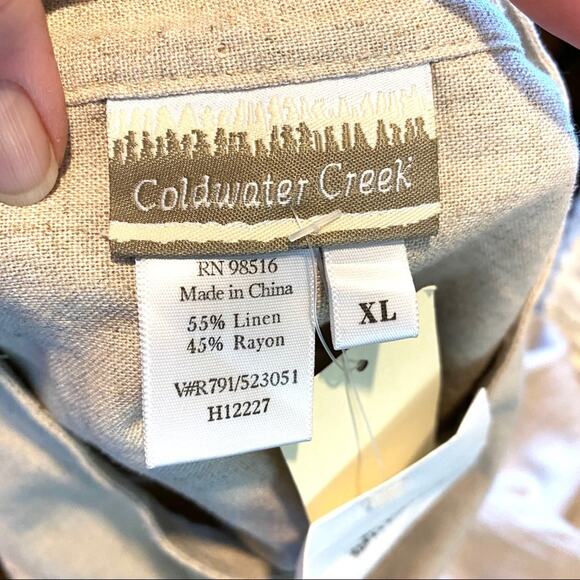 Coldwater Creek
RN 98516
Made in China
55% Linen
45% Rayon
V#R791/523051
H12227
XL